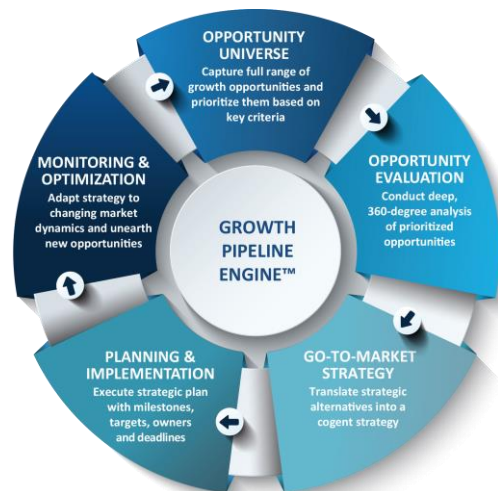 OPPORTUNITY
UNIVERSE
Capture full range of
growth opportunities and
prioritize them based on
key criteria
OPPORTUNITY
EVALUATION
Conduct deep,
360-degree analysis
of prioritized
opportunities
GO-TO-MARKET
STRATEGY
Translate strategic
alternatives into a
cogent strategy
PLANNING &
IMPLEMENTATION
Execute strategic plan
with milestones,
targets, owners
and deadlines
MONITORING &
OPTIMIZATION
Adapt strategy to
changing market
dynamics and unearth
new opportunities
GROWTH
PIPELINE
ENGINE™